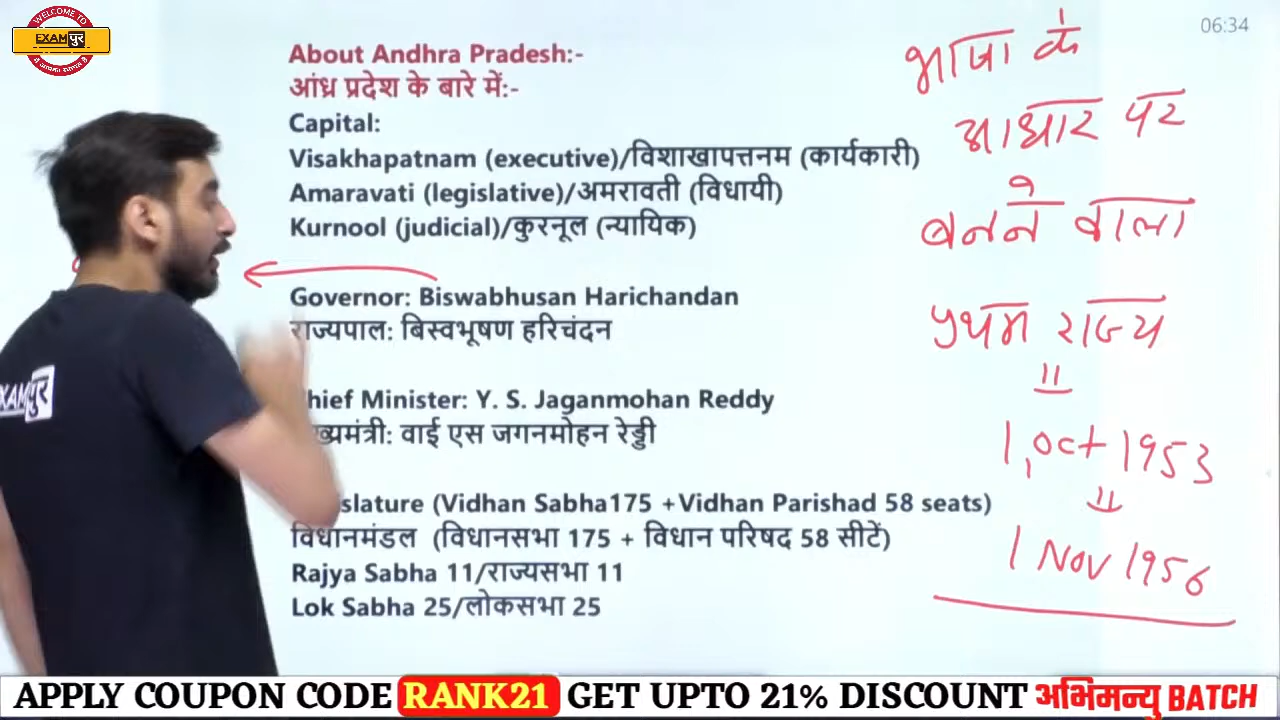 WELCOME TO
EXAMपुर
06:34
About Andhra Pradesh:-
आंध्र प्रदेश के बारे में:-
Capital:
Visakhapatnam (executive)/विशाखापत्तनम (कार्यकारी)
Amaravati (legislative)/अमरावती (विधायी)
Kurnool (judicial)/कुरनूल (न्यायिक)
Governor: Biswabhusan Harichandan
राज्यपाल: बिस्वभूषण हरिचंदन
hief Minister: Y. S. Jaganmohan Reddy
ख्यमंत्री: वाई एस जगनमोहन रेड्डी
slature (Vidhan Sabha175 +Vidhan Parishad 58 seats)
विधानमंडल (विधानसभा 175 + विधान परिषद 58 सीटें)
Rajya Sabha 11/राज्यसभा 11
Lok Sabha 25/लोकसभा 25
भाषा के
आधार पर
बनने वाला
प्रथम राज्य
1, Oct 1953
1 Nov 1956
EXAMपुर
APPLY COUPON CODE RANK21 GET UPTO 21% DISCOUNT अभिमन्यु BATCH